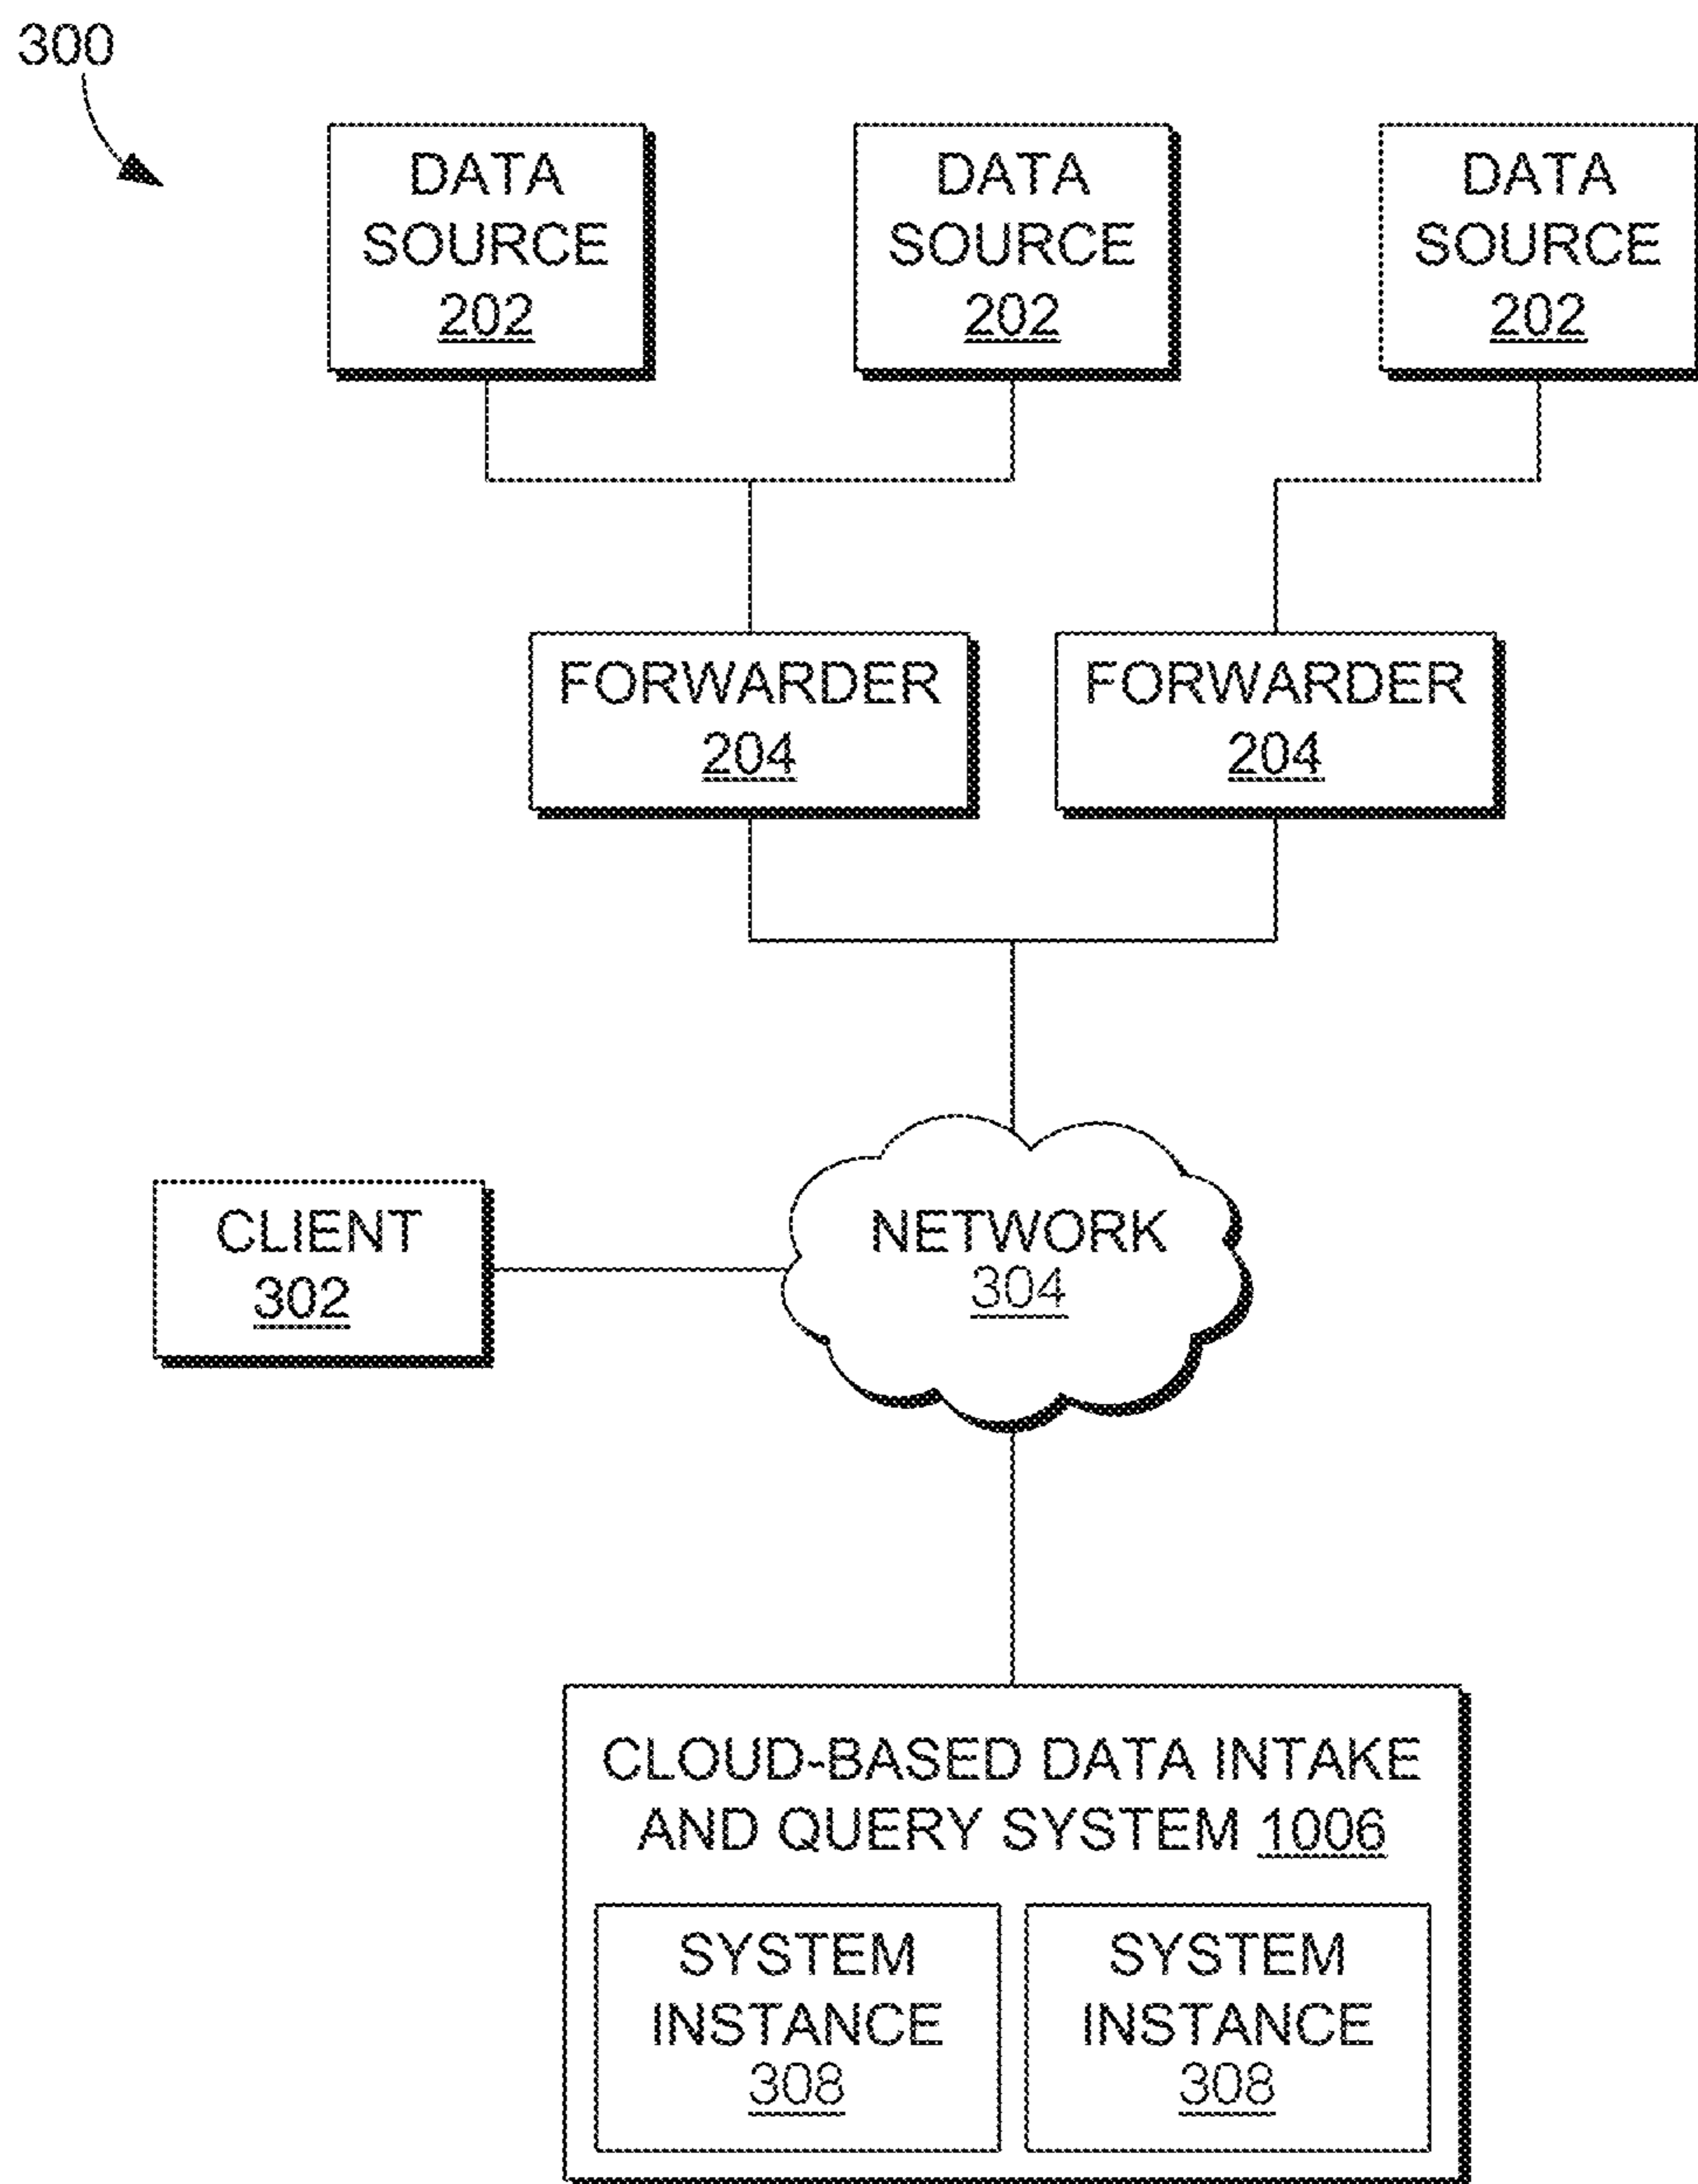 300
DATA
SOURCE
202
DATA
SOURCE
202
DATA
SOURCE
202
FORWARDER
204
FORWARDER
204
CLIENT
302
NETWORK
304
CLOUD-BASED DATA INTAKE
AND QUERY SYSTEM 1006
SYSTEM
INSTANCE
308
SYSTEM
INSTANCE
308